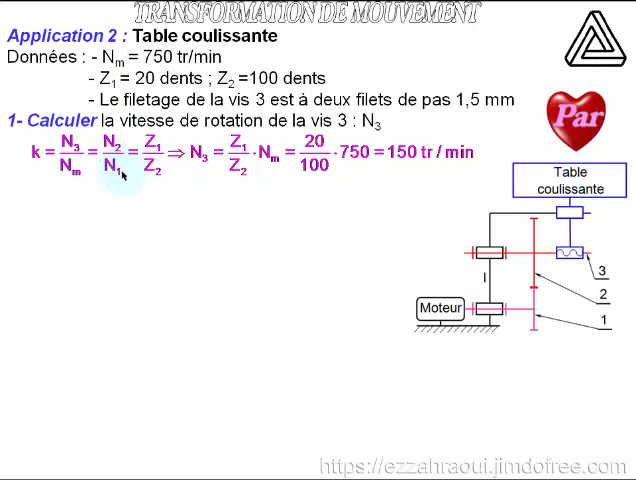 TRANSFORMATION DE MOUVEMENT
Application 2 : Table coulissante
Données : - Nm = 750 tr/min
- Z1 = 20 dents ; Z2 =100 dents
- Le filetage de la vis 3 est à deux filets de pas 1,5 mm
1- Calculer la vitesse de rotation de la vis 3 : N3
k = N3/Nm = N2/N1 = Z1/Z2 ⇒ N3 = Z1/Z2 · Nm = 20/100 · 750 = 150 tr / min
Par
Table
coulissante
3
I
2
Moteur
1
https://ezzahraoui.jimdofree.com